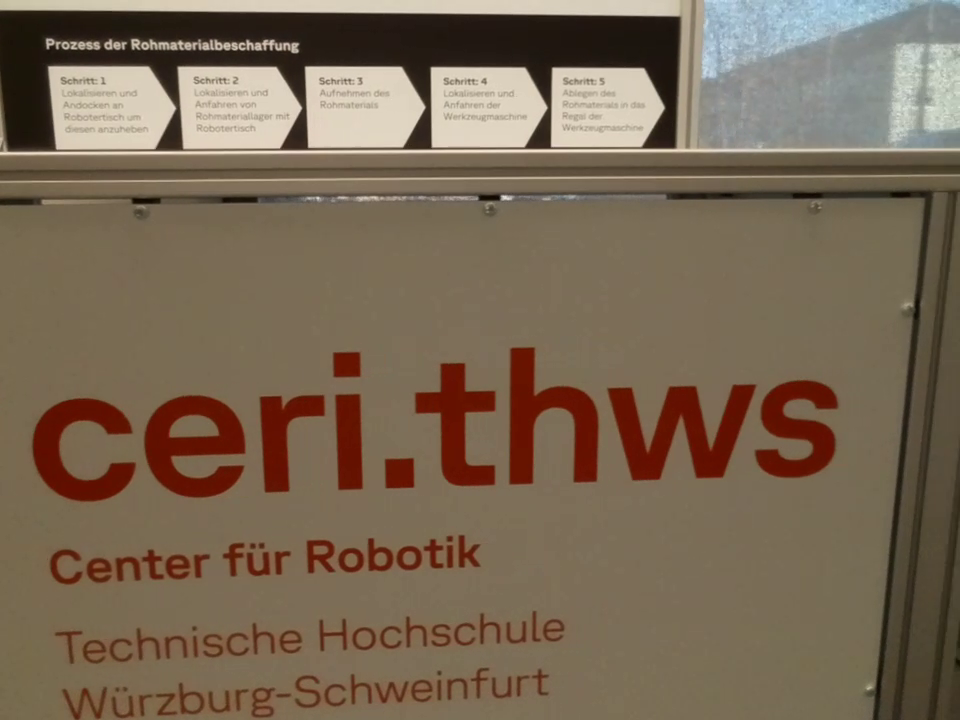 Prozess der Rohmaterialbeschaffung
Schritt: 1
Lokalisieren und
Andocken an
Robotertisch um
diesen anzuheben
Schritt: 2
Lokalisieren und
Anfahren von
Rohmateriallager mit
Robotertisch
Schritt: 3
Aufnehmen des
Rohmaterials
Schritt: 4
Lokalisieren und
Anfahren der
Werkzeugmaschine
Schritt: 5
Ablegen des
Rohmaterials in das
Regal der
Werkzeugmaschine
ceri.thws
Center für Robotik
Technische Hochschule
Würzburg-Schweinfurt